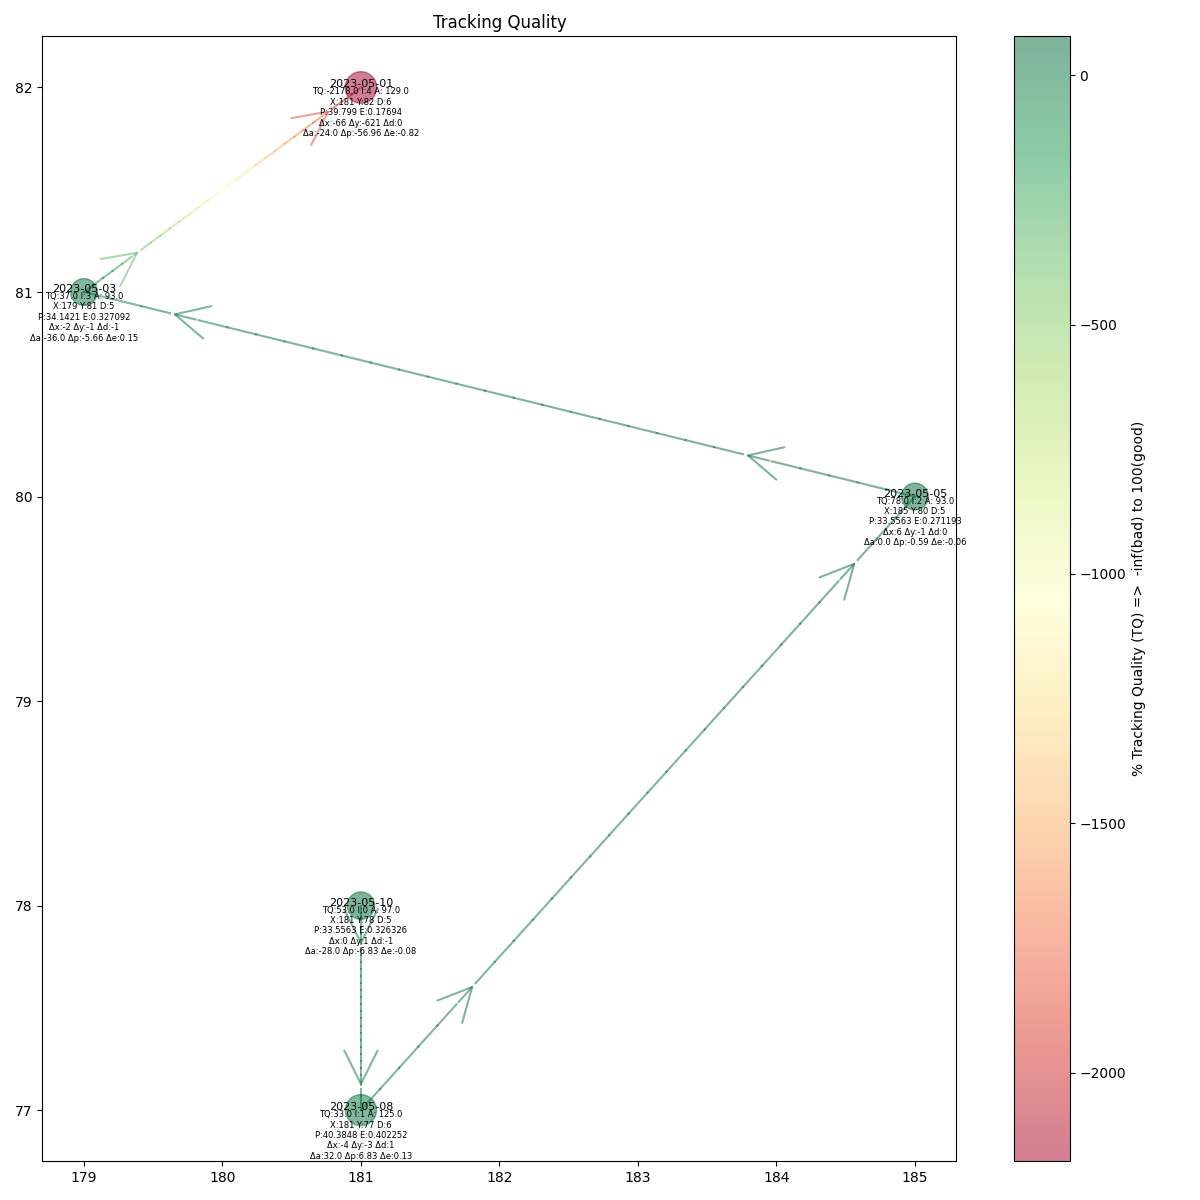 Tracking Quality
82
81
80
79
78
77
2023-05-01
TQ:-2178.0 I:4 A: 129.0
X:181 Y:82 D:6
P:39.799 E:0.17694
Δx:-66 Δy:-621 Δd:0
Δa:-24.0 Δp:-56.96 Δe:-0.82
2023-05-03
TQ:37.0 I:3 A: 93.0
X:179 Y:81 D:5
P:34.1421 E:0.327092
Δx:-2 Δy:-1 Δd:-1
Δa:-36.0 Δp:-5.66 Δe:0.15
2023-05-05
TQ:78.0 I:2 A: 93.0
X:185 Y:80 D:5
P:33.5563 E:0.271193
Δx:6 Δy:-1 Δd:0
Δa:0.0 Δp:-0.59 Δe:-0.06
2023-05-10
TQ:53.0 I:0 A: 97.0
X:181 Y:78 D:5
P:33.5563 E:0.326326
Δx:0 Δy:1 Δd:-1
Δa:-28.0 Δp:-6.83 Δe:-0.08
2023-05-08
TQ:33.0 I:1 A: 125.0
X:181 Y:77 D:6
P:40.3848 E:0.402252
Δx:-4 Δy:-3 Δd:1
Δa:32.0 Δp:6.83 Δe:0.13
179 180 181 182 183 184 185
0
−500
−1000
−1500
−2000
% Tracking Quality (TQ) => -inf(bad) to 100(good)